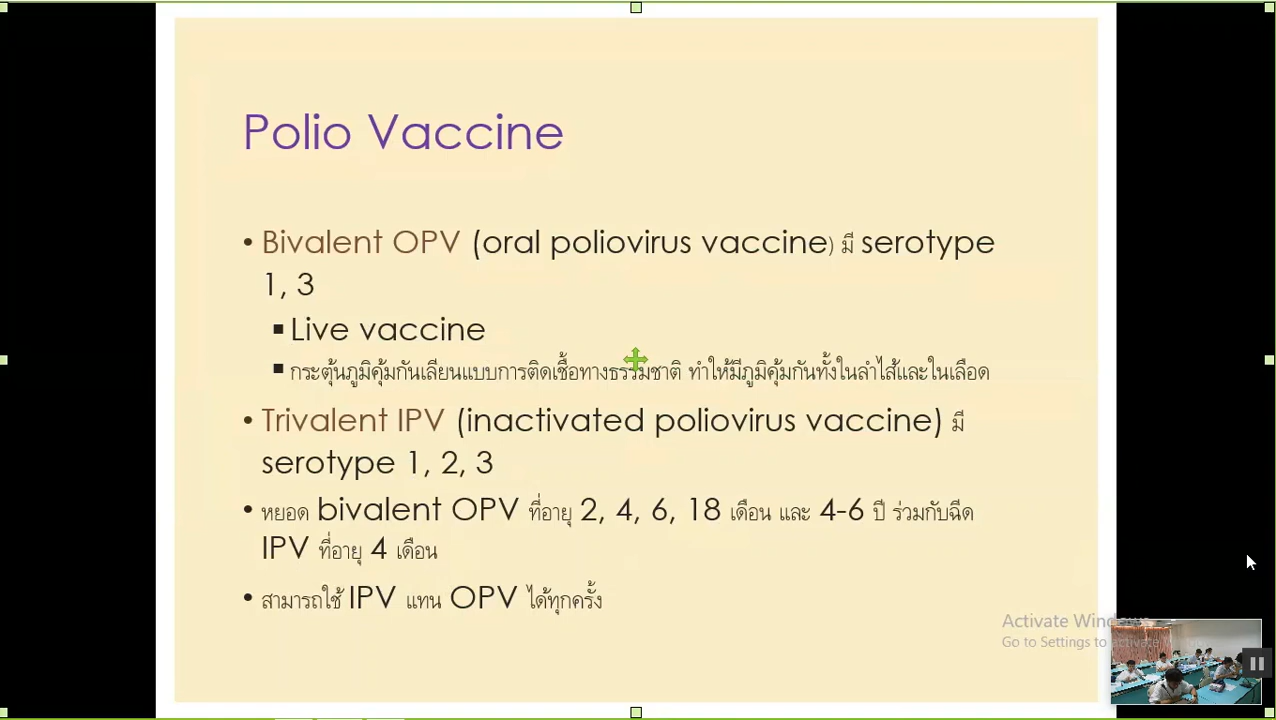 Polio Vaccine
• Bivalent OPV (oral poliovirus vaccine) มี serotype
1, 3
▪ Live vaccine
▪ กระตุ้นภูมิคุ้มกันเลียนแบบการติดเชื้อทางธรรมชาติ ทำให้มีภูมิคุ้มกันทั้งในลำไส้และในเลือด
• Trivalent IPV (inactivated poliovirus vaccine) มี
serotype 1, 2, 3
• หยอด bivalent OPV ที่อายุ 2, 4, 6, 18 เดือน และ 4-6 ปี ร่วมกับฉีด
IPV ที่อายุ 4 เดือน
• สามารถใช้ IPV แทน OPV ได้ทุกครั้ง
Activate Windows
Go to Settings to activate